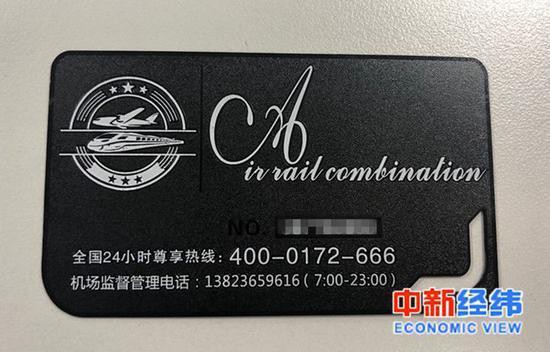 Air rail combination
NO.
全国24小时尊享热线：400-0172-666
机场监督管理电话：13823659616（7:00-23:00）
中新经纬
ECONOMIC VIEW